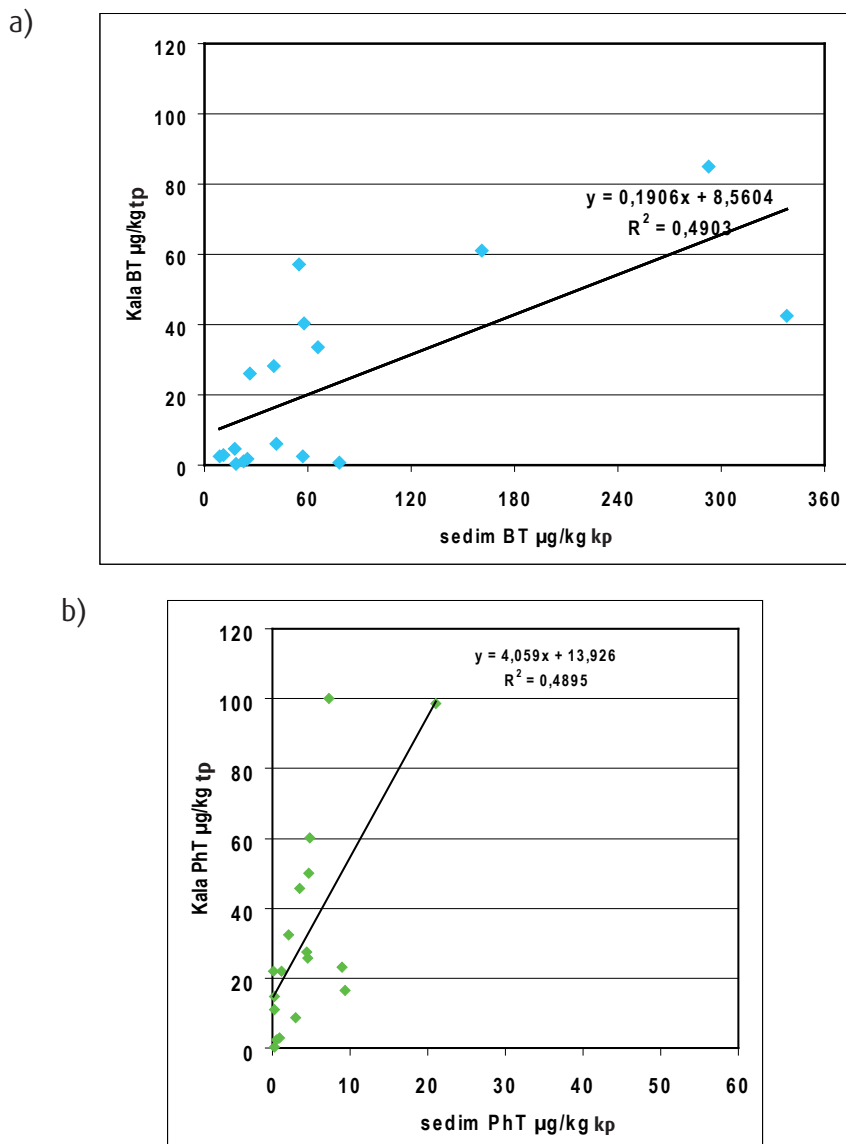 a)
120
100
80
60
40
20
0
Kala BT µg/kg tp
y = 0,1906x + 8,5604
R² = 0,4903
0 60 120 180 240 300 360
sedim BT µg/kg kp
b)
120
100
80
60
40
20
0
Kala PhT µg/kg tp
y = 4,059x + 13,926
R² = 0,4895
0 10 20 30 40 50 60
sedim PhT µg/kg kp